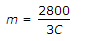 m = 2800/3C